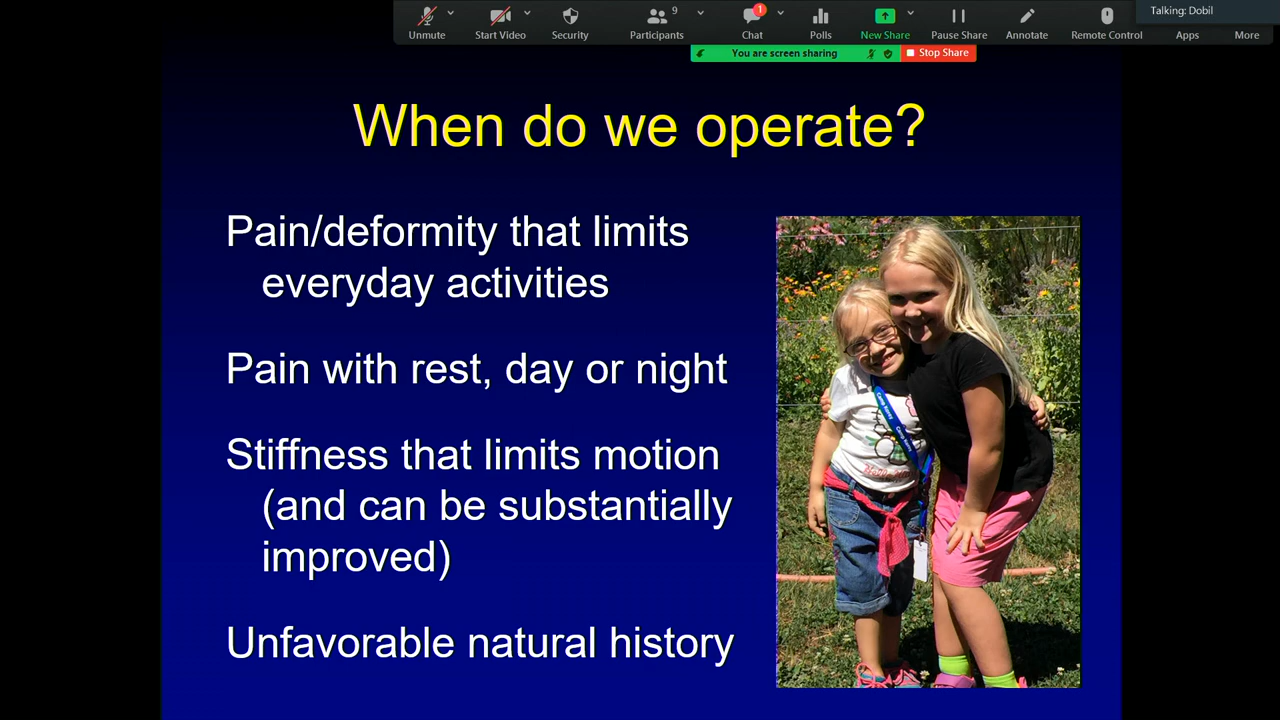 Talking: Dobil
9
1
Unmute
Start Video
Security
Participants
Chat
Polls
New Share
Pause Share
Annotate
Remote Control
Apps
More
You are screen sharing
Stop Share
When do we operate?
Pain/deformity that limits
everyday activities
Pain with rest, day or night
Stiffness that limits motion
(and can be substantially
improved)
Unfavorable natural history